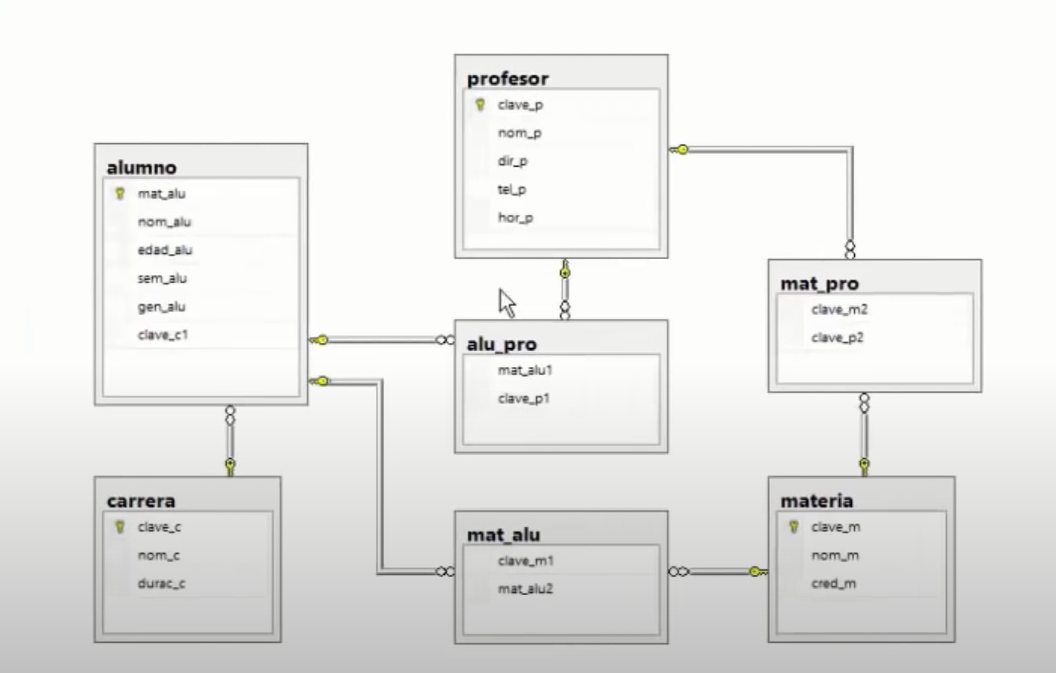 profesor
clave_p
nom_p
dir_p
tel_p
hor_p
alumno
mat_alu
nom_alu
edad_alu
sem_alu
gen_alu
clave_c1
mat_pro
clave_m2
clave_p2
alu_pro
mat_alu1
clave_p1
carrera
clave_c
nom_c
durac_c
mat_alu
clave_m1
mat_alu2
materia
clave_m
nom_m
cred_m